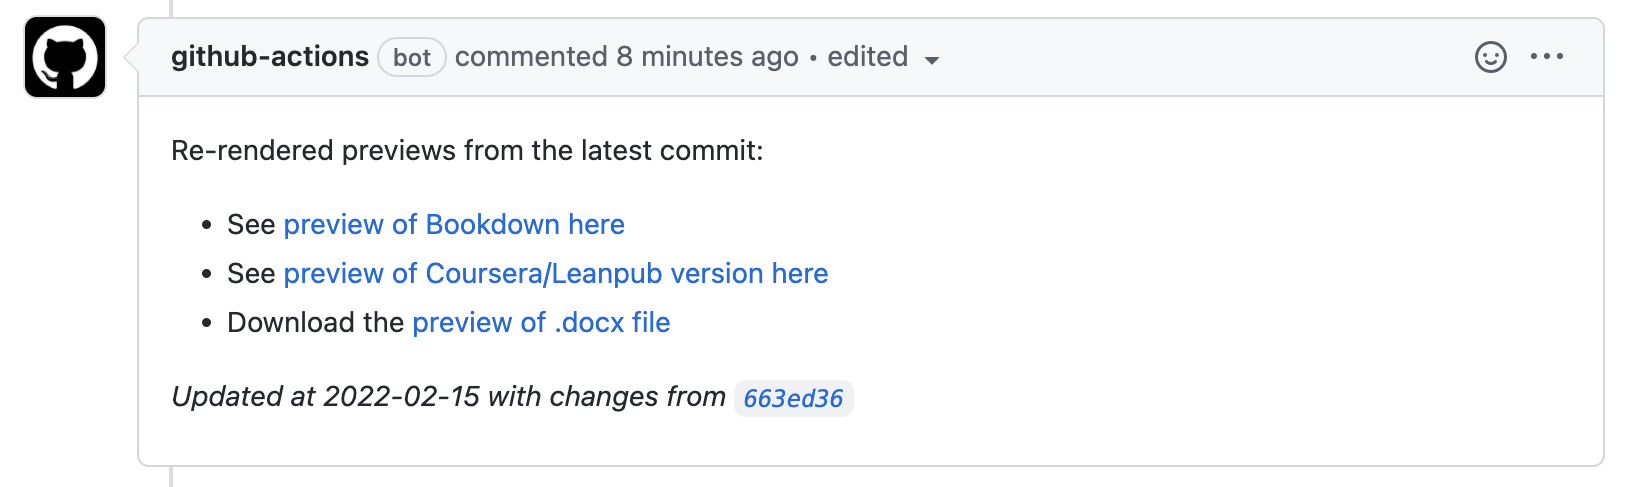 github-actions bot commented 8 minutes ago • edited
Re-rendered previews from the latest commit:
• See preview of Bookdown here
• See preview of Coursera/Leanpub version here
• Download the preview of .docx file
Updated at 2022-02-15 with changes from 663ed36